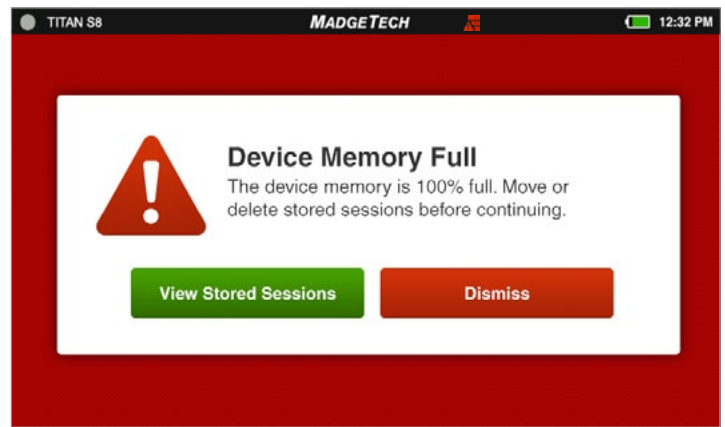 TITAN S8 MADGETECH 12:32 PM
Device Memory Full
The device memory is 100% full. Move or
delete stored sessions before continuing.
View Stored Sessions Dismiss